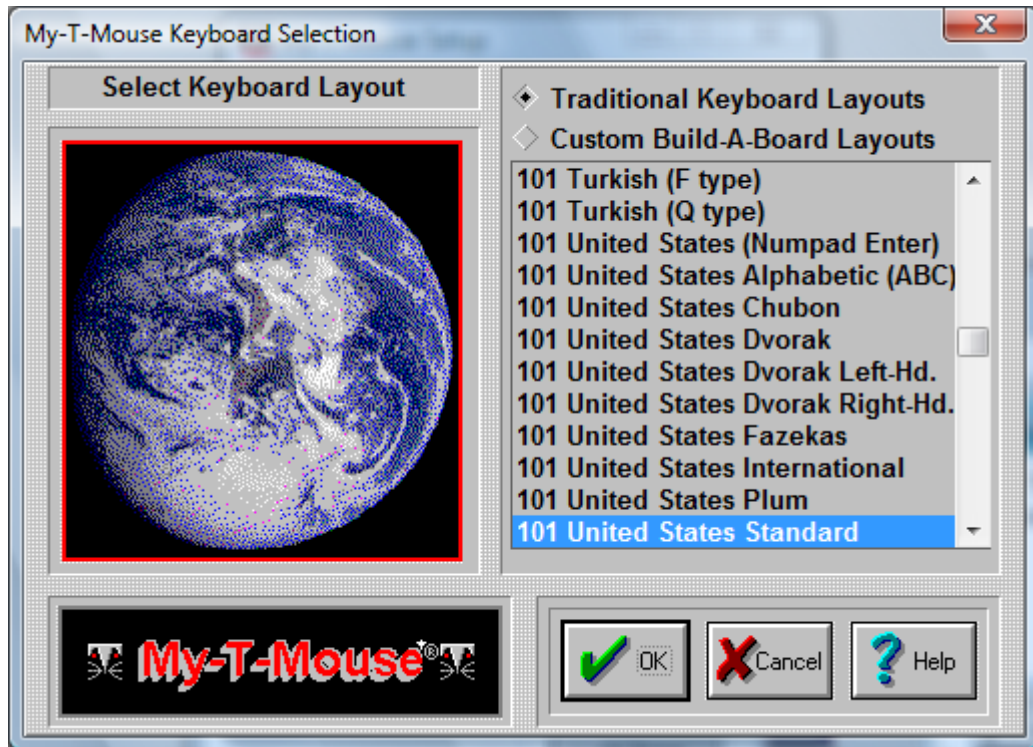 My-T-Mouse Keyboard Selection
Select Keyboard Layout
Traditional Keyboard Layouts
Custom Build-A-Board Layouts
101 Turkish (F type)
101 Turkish (Q type)
101 United States (Numpad Enter)
101 United States Alphabetic (ABC)
101 United States Chubon
101 United States Dvorak
101 United States Dvorak Left-Hd.
101 United States Dvorak Right-Hd.
101 United States Fazekas
101 United States International
101 United States Plum
101 United States Standard
My-T-Mouse®
OK
Cancel
Help